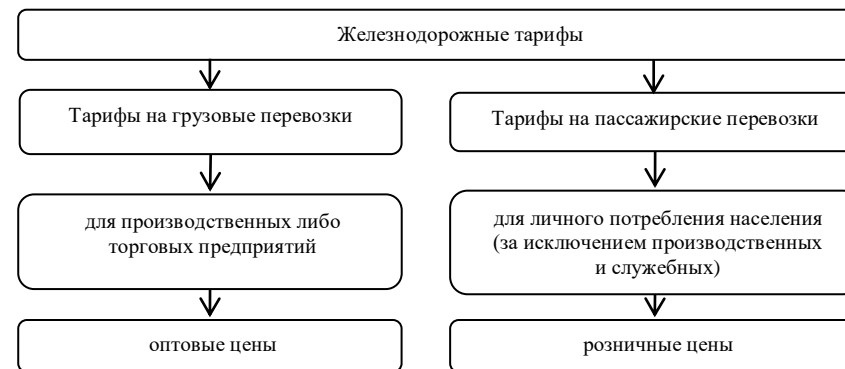 Железнодорожные тарифы
Тарифы на грузовые перевозки
Тарифы на пассажирские перевозки
для производственных либо
торговых предприятий
для личного потребления населения
(за исключением производственных
и служебных)
оптовые цены
розничные цены